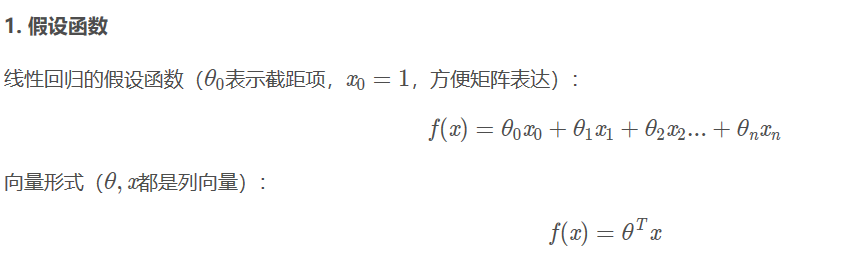 1. 假设函数
线性回归的假设函数（θ₀表示截距项，x₀ = 1，方便矩阵表达）：
f(x) = θ₀x₀ + θ₁x₁ + θ₂x₂... + θₙxₙ
向量形式（θ, x都是列向量）：
f(x) = θᵀx